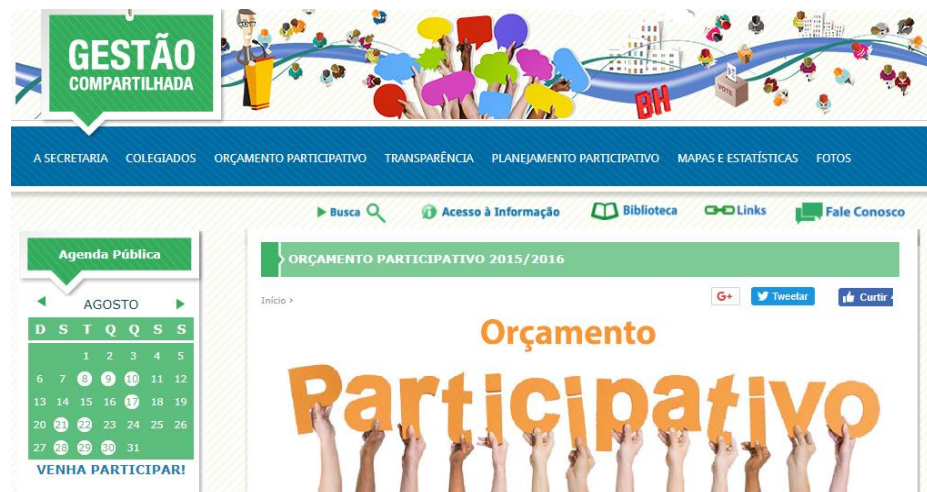 GESTÃO
COMPARTILHADA
BH
VOTE
A SECRETARIA COLEGIADOS ORÇAMENTO PARTICIPATIVO TRANSPARÊNCIA PLANEJAMENTO PARTICIPATIVO MAPAS E ESTATÍSTICAS FOTOS
Busca Acesso à Informação Biblioteca Links Fale Conosco
Agenda Pública
AGOSTO
D S T Q Q S S
1 2 3 4 5
6 7 8 9 10 11 12
13 14 15 16 17 18 19
20 21 22 23 24 25 26
27 28 29 30 31
VENHA PARTICIPAR!
ORÇAMENTO PARTICIPATIVO 2015/2016
Início ›
G+ Tweetar Curtir
Orçamento
Participativo